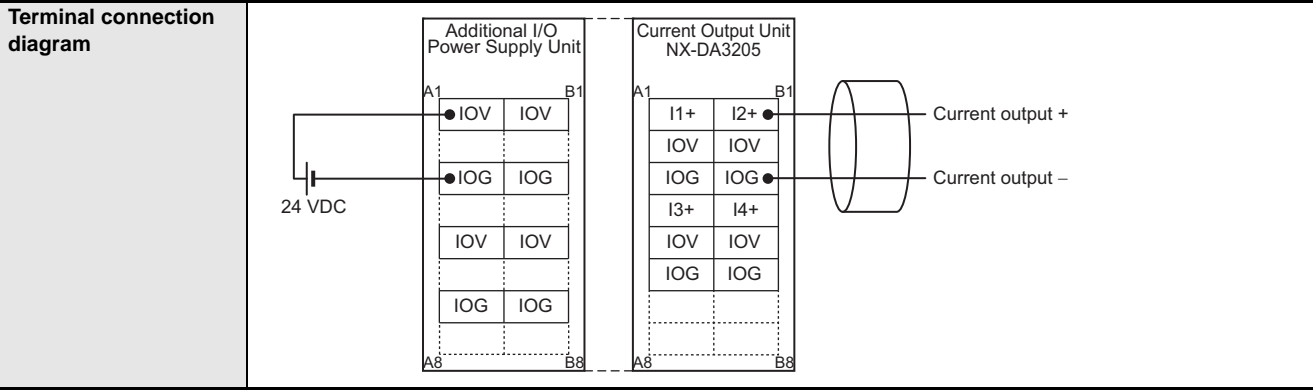 Terminal connection
diagram
Additional I/O
Power Supply Unit
A1 B1
IOV IOV
IOG IOG
IOV IOV
IOG IOG
A8 B8
24 VDC
Current Output Unit
NX-DA3205
A1 B1
I1+ I2+
IOV IOV
IOG IOG
I3+ I4+
IOV IOV
IOG IOG
A8 B8
Current output +
Current output −